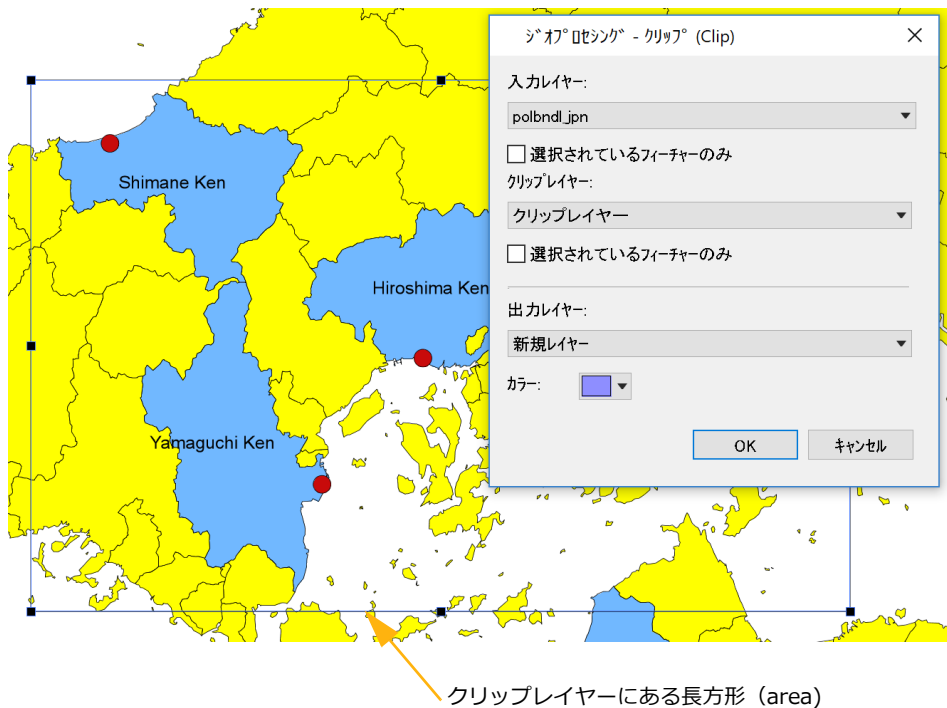 ｼﾞｵﾌﾟﾛｾｼﾝｸﾞ - ｸﾘｯﾌﾟ (Clip)
入力ﾚｲﾔｰ:
polbndl_jpn
選択されているﾌｨｰﾁｬｰのみ
ｸﾘｯﾌﾟﾚｲﾔｰ:
クリップレイヤー
選択されているﾌｨｰﾁｬｰのみ
出力ﾚｲﾔｰ:
新規ﾚｲﾔｰ
ｶﾗｰ:
OK
ｷｬﾝｾﾙ
Shimane Ken
Hiroshima Ken
Yamaguchi Ken
クリップレイヤーにある長方形（area)